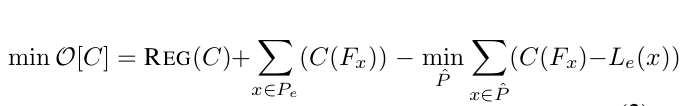 min O[C] = REG(C)+ ∑_{x∈P_e} (C(F_x)) − min_{P̂} ∑_{x∈P̂} (C(F_x)−L_e(x))